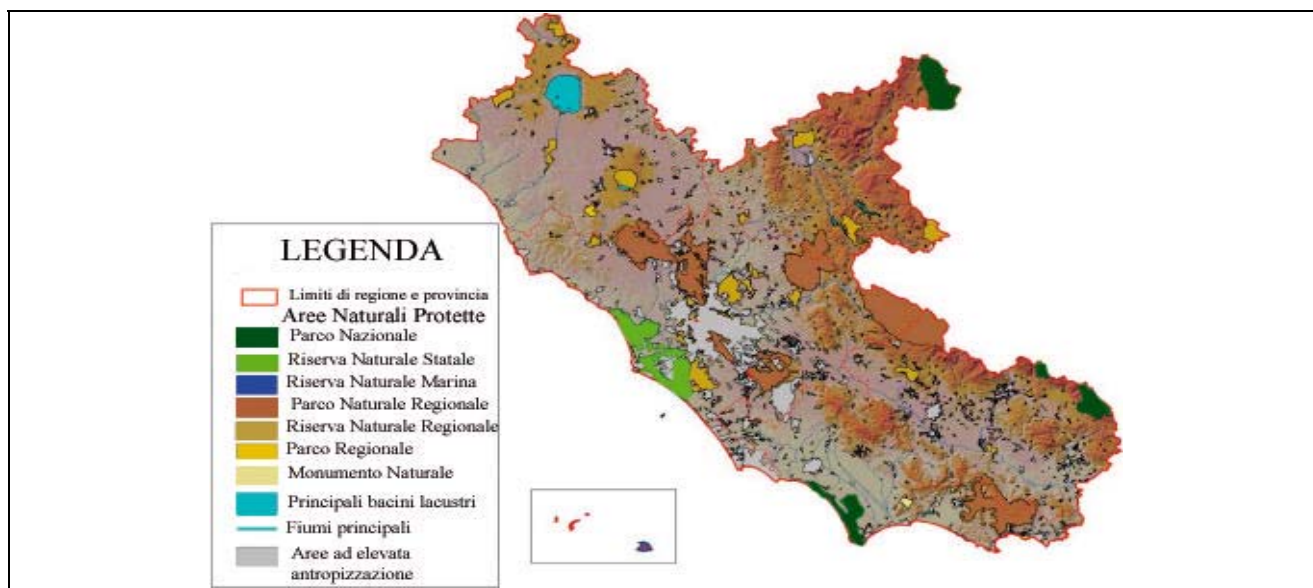 LEGENDA
Limiti di regione e provincia
Aree Naturali Protette
Parco Nazionale
Riserva Naturale Statale
Riserva Naturale Marina
Parco Naturale Regionale
Riserva Naturale Regionale
Parco Regionale
Monumento Naturale
Principali bacini lacustri
Fiumi principali
Aree ad elevata
antropizzazione